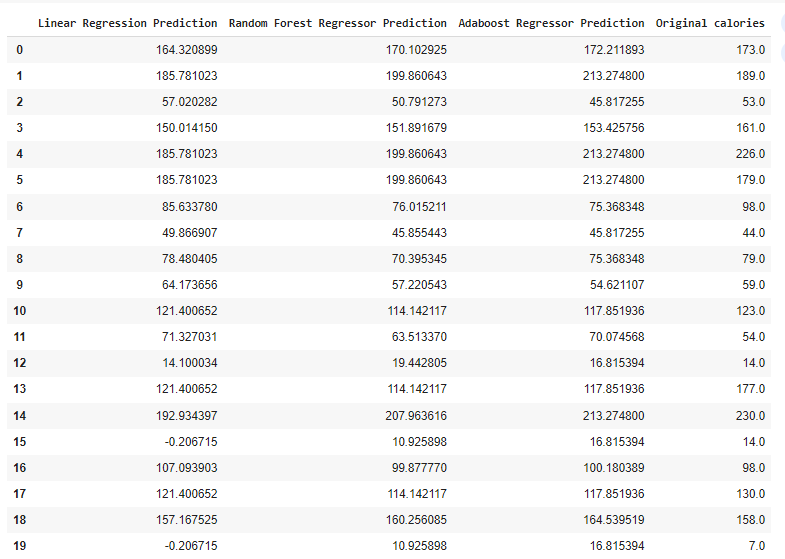 Linear Regression Prediction Random Forest Regressor Prediction Adaboost Regressor Prediction Original calories
0 164.320899 170.102925 172.211893 173.0
1 185.781023 199.860643 213.274800 189.0
2 57.020282 50.791273 45.817255 53.0
3 150.014150 151.891679 153.425756 161.0
4 185.781023 199.860643 213.274800 226.0
5 185.781023 199.860643 213.274800 179.0
6 85.633780 76.015211 75.368348 98.0
7 49.866907 45.855443 45.817255 44.0
8 78.480405 70.395345 75.368348 79.0
9 64.173656 57.220543 54.621107 59.0
10 121.400652 114.142117 117.851936 123.0
11 71.327031 63.513370 70.074568 54.0
12 14.100034 19.442805 16.815394 14.0
13 121.400652 114.142117 117.851936 177.0
14 192.934397 207.963616 213.274800 230.0
15 -0.206715 10.925898 16.815394 14.0
16 107.093903 99.877770 100.180389 98.0
17 121.400652 114.142117 117.851936 130.0
18 157.167525 160.256085 164.539519 158.0
19 -0.206715 10.925898 16.815394 7.0